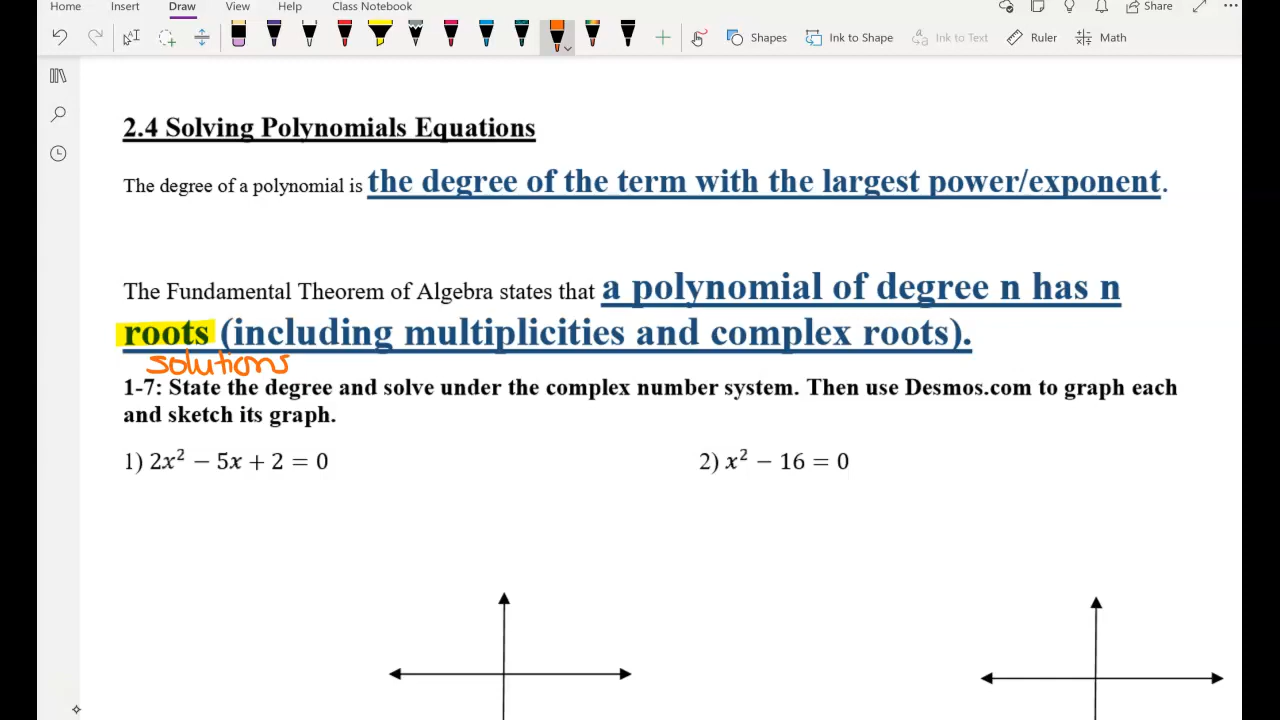 Home Insert Draw View Help Class Notebook Share
Shapes Ink to Shape Ink to Text Ruler Math
2.4 Solving Polynomials Equations
The degree of a polynomial is the degree of the term with the largest power/exponent.
The Fundamental Theorem of Algebra states that a polynomial of degree n has n
roots (including multiplicities and complex roots).
solutions
1-7: State the degree and solve under the complex number system. Then use Desmos.com to graph each
and sketch its graph.
1) 2x² − 5x + 2 = 0 2) x² − 16 = 0